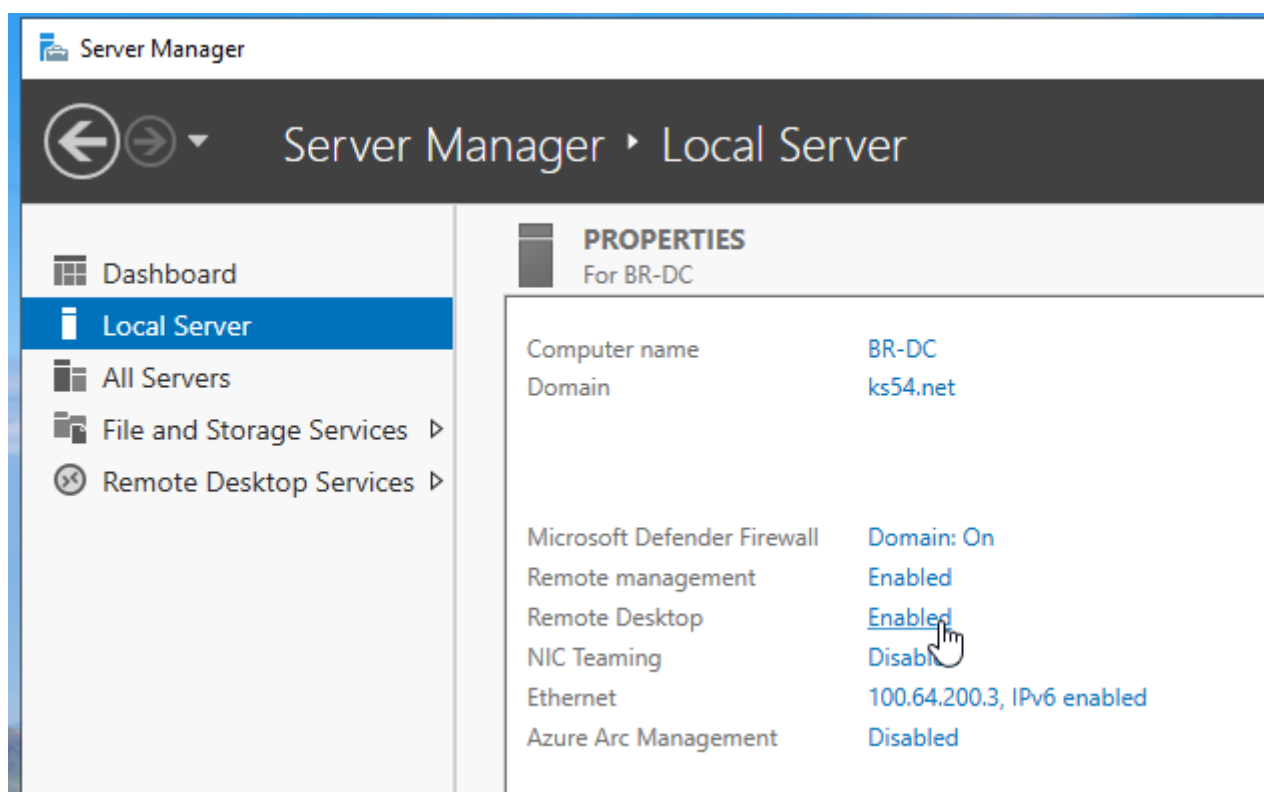 Server Manager
Server Manager ‣ Local Server
Dashboard
Local Server
All Servers
File and Storage Services
Remote Desktop Services
PROPERTIES
For BR-DC
Computer name BR-DC
Domain ks54.net
Microsoft Defender Firewall Domain: On
Remote management Enabled
Remote Desktop Enabled
NIC Teaming
Ethernet 100.64.200.3, IPv6 enabled
Azure Arc Management Disabled